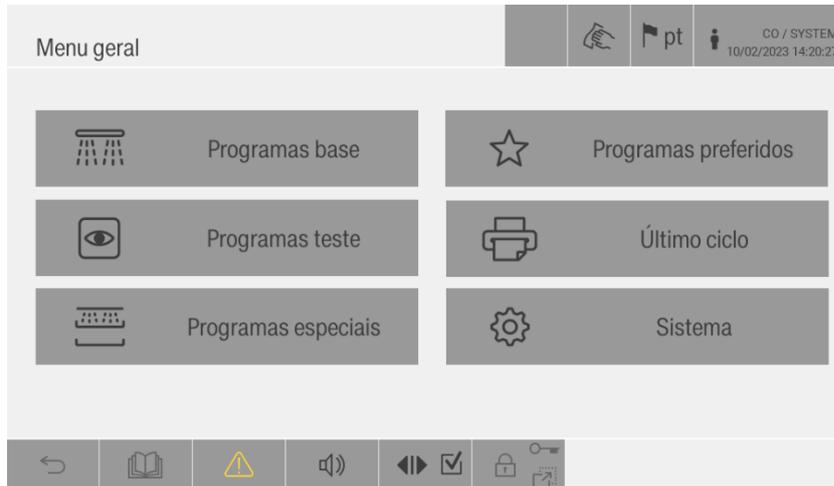 Menu geral
pt
CO / SYSTEM
10/02/2023 14:20:27
Programas base
Programas preferidos
Programas teste
Último ciclo
Programas especiais
Sistema